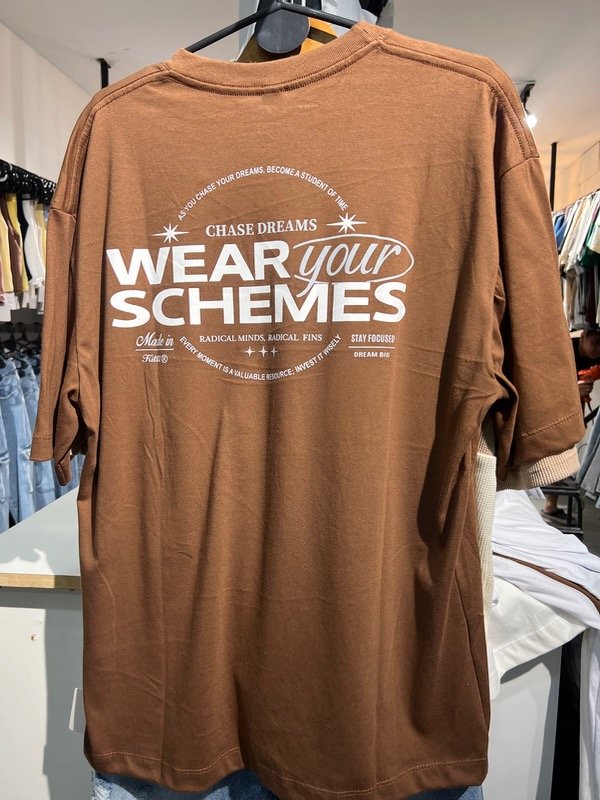 AS YOU CHASE YOUR DREAMS, BECOME A STUDENT OF TIME
CHASE DREAMS
WEAR your
SCHEMES
Made in
RADICAL MINDS, RADICAL FINS
STAY FOCUSED
DREAM BIG
EVERY MOMENT IS A VALUABLE RESOURCE; INVEST IT WISELY